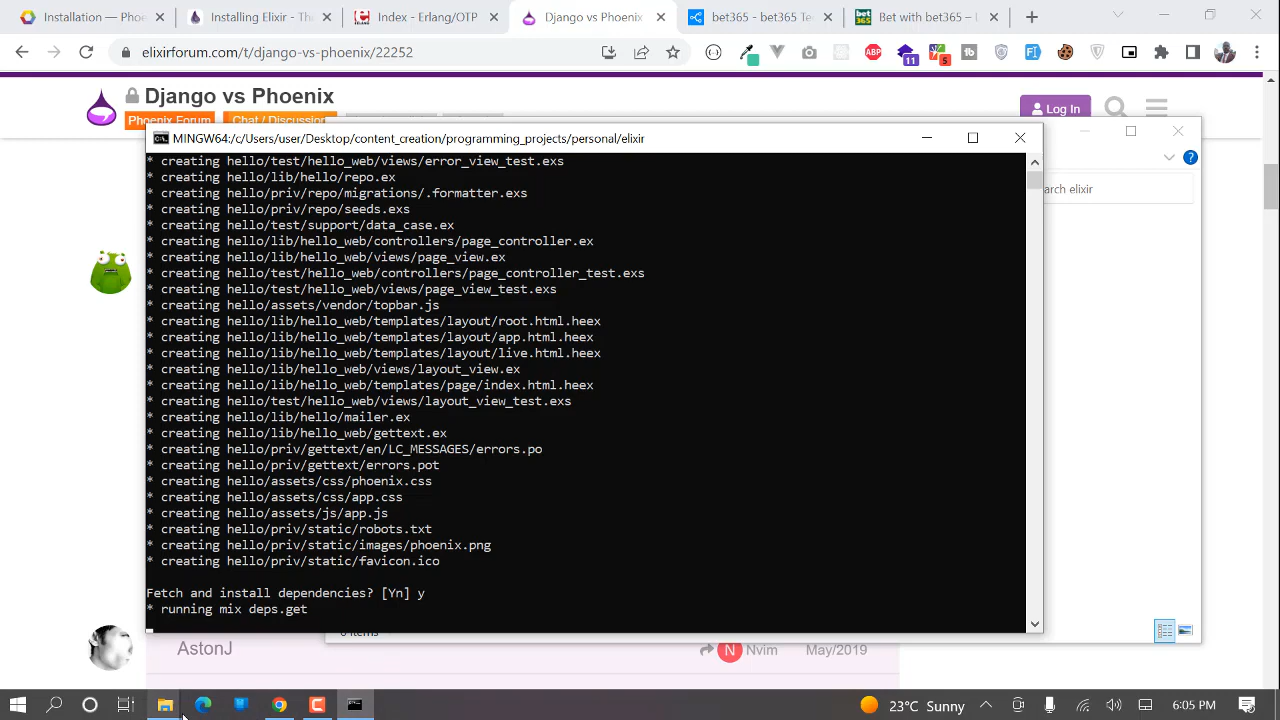 Installation — Phoe
Installing Elixir - Th
Index - Erlang/OTP
Django vs Phoenix
bet365 - bet365 Te
Bet with bet365 –
elixirforum.com/t/django-vs-phoenix/22252
11
5
Django vs Phoenix
Phoenix Forum
Chat / Discussion
Log In
MINGW64:/c/Users/user/Desktop/content_creation/programming_projects/personal/elixir
arch elixir
* creating hello/test/hello_web/views/error_view_test.exs
* creating hello/lib/hello/repo.ex
* creating hello/priv/repo/migrations/.formatter.exs
* creating hello/priv/repo/seeds.exs
* creating hello/test/support/data_case.ex
* creating hello/lib/hello_web/controllers/page_controller.ex
* creating hello/lib/hello_web/views/page_view.ex
* creating hello/test/hello_web/controllers/page_controller_test.exs
* creating hello/test/hello_web/views/page_view_test.exs
* creating hello/assets/vendor/topbar.js
* creating hello/lib/hello_web/templates/layout/root.html.heex
* creating hello/lib/hello_web/templates/layout/app.html.heex
* creating hello/lib/hello_web/templates/layout/live.html.heex
* creating hello/lib/hello_web/views/layout_view.ex
* creating hello/lib/hello_web/templates/page/index.html.heex
* creating hello/test/hello_web/views/layout_view_test.exs
* creating hello/lib/hello/mailer.ex
* creating hello/lib/hello_web/gettext.ex
* creating hello/priv/gettext/en/LC_MESSAGES/errors.po
* creating hello/priv/gettext/errors.pot
* creating hello/assets/css/phoenix.css
* creating hello/assets/css/app.css
* creating hello/assets/js/app.js
* creating hello/priv/static/robots.txt
* creating hello/priv/static/images/phoenix.png
* creating hello/priv/static/favicon.ico
Fetch and install dependencies? [Yn] y
* running mix deps.get
AstonJ
N Nvim
May/2019
23°C Sunny
6:05 PM